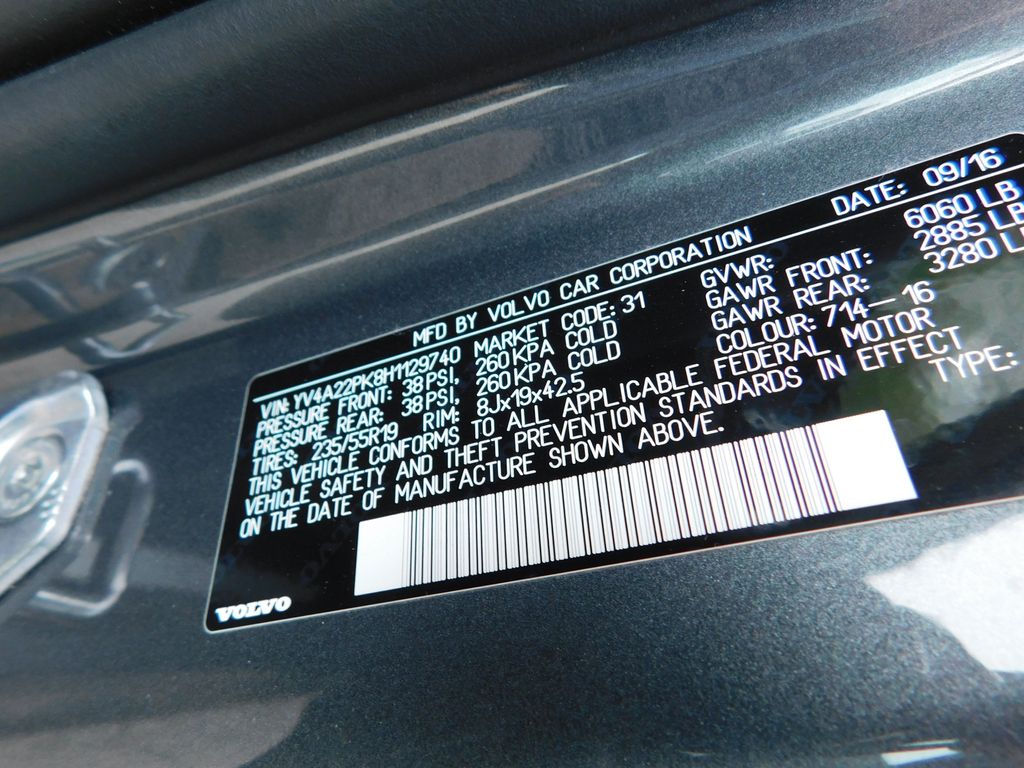 MFD BY VOLVO CAR CORPORATION DATE: 09/16
VIN: YV4A22PK8H1129740 MARKET CODE: 31 GVWR: 6060 LB
PRESSURE FRONT: 38 PSI, 260 KPA COLD GAWR FRONT: 2885 LB
PRESSURE REAR: 38 PSI, 260 KPA COLD GAWR REAR: 3280 L
TIRES: 235/55R19 RIM: 8Jx19x42.5 COLOUR: 714-16
THIS VEHICLE CONFORMS TO ALL APPLICABLE FEDERAL MOTOR
VEHICLE SAFETY AND THEFT PREVENTION STANDARDS IN EFFECT
ON THE DATE OF MANUFACTURE SHOWN ABOVE. TYPE:
VOLVO